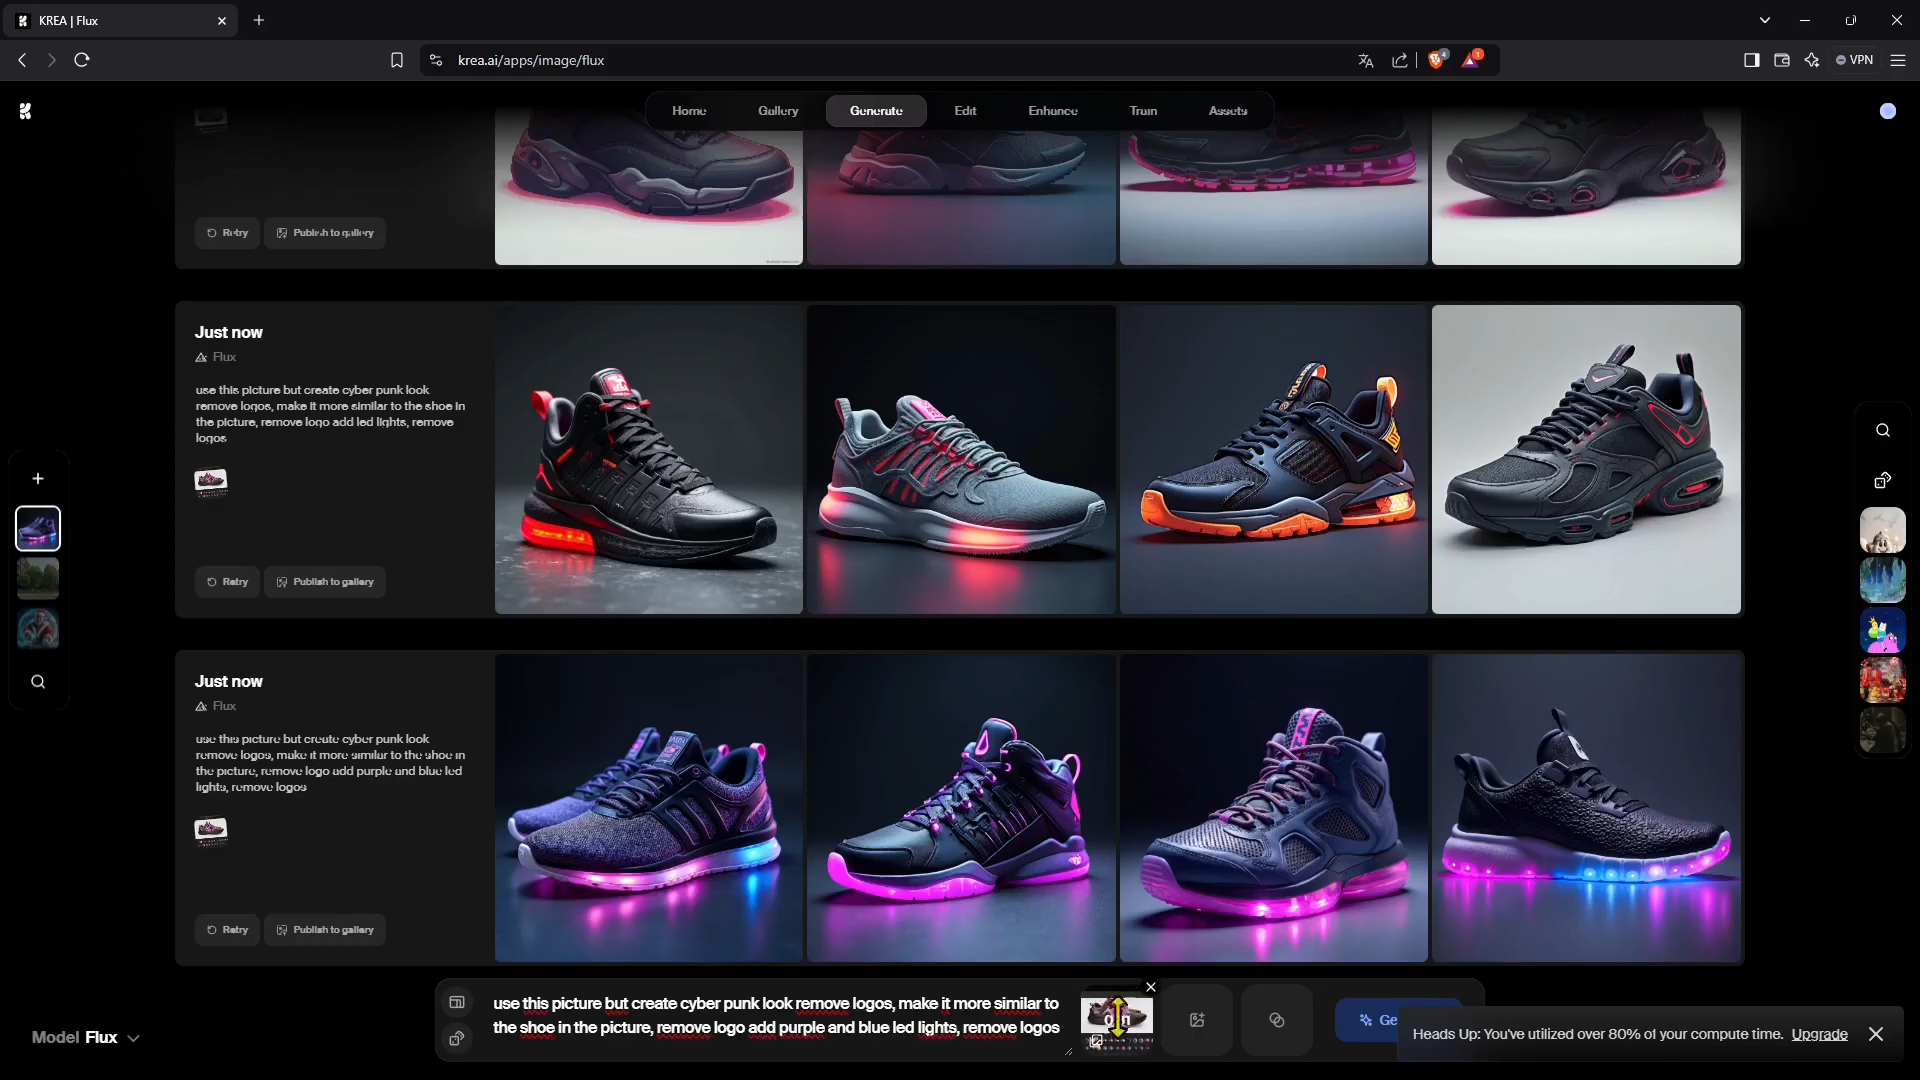 KREA | Flux
krea.ai/apps/image/flux
4
1
VPN
Home
Gallery
Generate
Edit
Enhance
Train
Assets
Retry
Publish to gallery
Just now
Flux
use this picture but create cyber punk look
remove logos, make it more similar to the shoe in
the picture, remove logo add led lights, remove
logos
Retry
Publish to gallery
Just now
Flux
use this picture but create cyber punk look
remove logos, make it more similar to the shoe in
the picture, remove logo add purple and blue led
lights, remove logos
Retry
Publish to gallery
Model Flux
use this picture but create cyber punk look remove logos, make it more similar to
the shoe in the picture, remove logo add purple and blue led lights, remove logos
Ge
Heads Up: You've utilized over 80% of your compute time. Upgrade